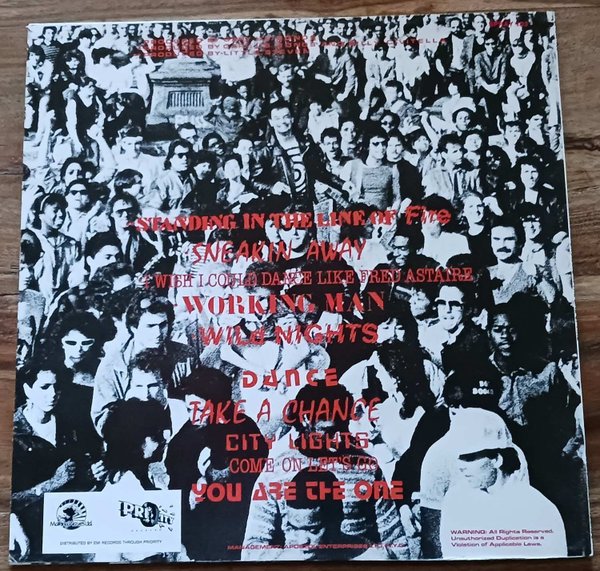 STANDING IN THE LINE OF Fire
SNEAKIN AWAY
I WISH I COULD DANCE LIKE FRED ASTAIRE
WORKING MAN
WILD NIGHTS
DANCE
TAKE A CHANCE
CITY LIGHTS
COME ON LET'S GO
YOU ARE THE ONE
DISTRIBUTED BY EMI RECORDS THROUGH PRIORITY
MANAGEMENT: ENTERPRISES N.Y.C.
WARNING: All Rights Reserved.
Unauthorized Duplication is a
Violation of Applicable Laws.